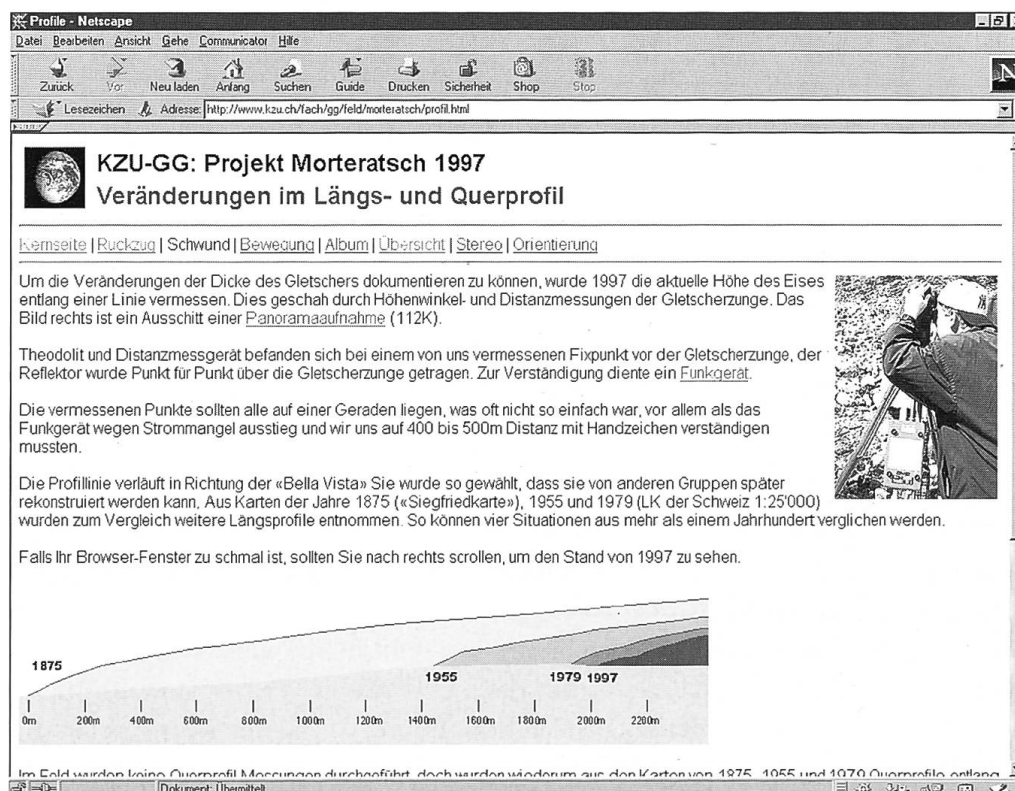 Profile - Netscape
Datei Bearbeiten Ansicht Gehe Communicator Hilfe
Zurück Vor Neu laden Anfang Suchen Guide Drucken Sicherheit Shop Stop
N
Lesezeichen Adresse: http://www.kzu.ch/fach/gg/feld/morteratsch/profil.html
KZU-GG: Projekt Morteratsch 1997
Veränderungen im Längs- und Querprofil
Kernseite | Rückzug | Schwund | Bewegung | Album | Übersicht | Stereo | Orientierung
Um die Veränderungen der Dicke des Gletschers dokumentieren zu können, wurde 1997 die aktuelle Höhe des Eises
entlang einer Linie vermessen. Dies geschah durch Höhenwinkel- und Distanzmessungen der Gletscherzunge. Das
Bild rechts ist ein Ausschitt einer Panoramaaufnahme (112K).
Theodolit und Distanzmessgerät befanden sich bei einem von uns vermessenen Fixpunkt vor der Gletscherzunge, der
Reflektor wurde Punkt für Punkt über die Gletscherzunge getragen. Zur Verständigung diente ein Funkgerät.
Die vermessenen Punkte sollten alle auf einer Geraden liegen, was oft nicht so einfach war, vor allem als das
Funkgerät wegen Strommangel ausstieg und wir uns auf 400 bis 500m Distanz mit Handzeichen verständigen
mussten.
Die Profillinie verläuft in Richtung der «Bella Vista» Sie wurde so gewählt, dass sie von anderen Gruppen später
rekonstruiert werden kann. Aus Karten der Jahre 1875 («Siegfriedkarte»), 1955 und 1979 (LK der Schweiz 1:25'000)
wurden zum Vergleich weitere Längsprofile entnommen. So können vier Situationen aus mehr als einem Jahrhundert verglichen werden.
Falls Ihr Browser-Fenster zu schmal ist, sollten Sie nach rechts scrollen, um den Stand von 1997 zu sehen.
1875
1955 1979 1997
0m 200m 400m 600m 800m 1000m 1200m 1400m 1600m 1800m 2000m 2200m
Im Feld wurden keine Querprofil Messungen durchgeführt, doch wurden wiederum aus den Karten von 1875, 1955 und 1979 Querprofile entlang
Dokument: Übermittelt